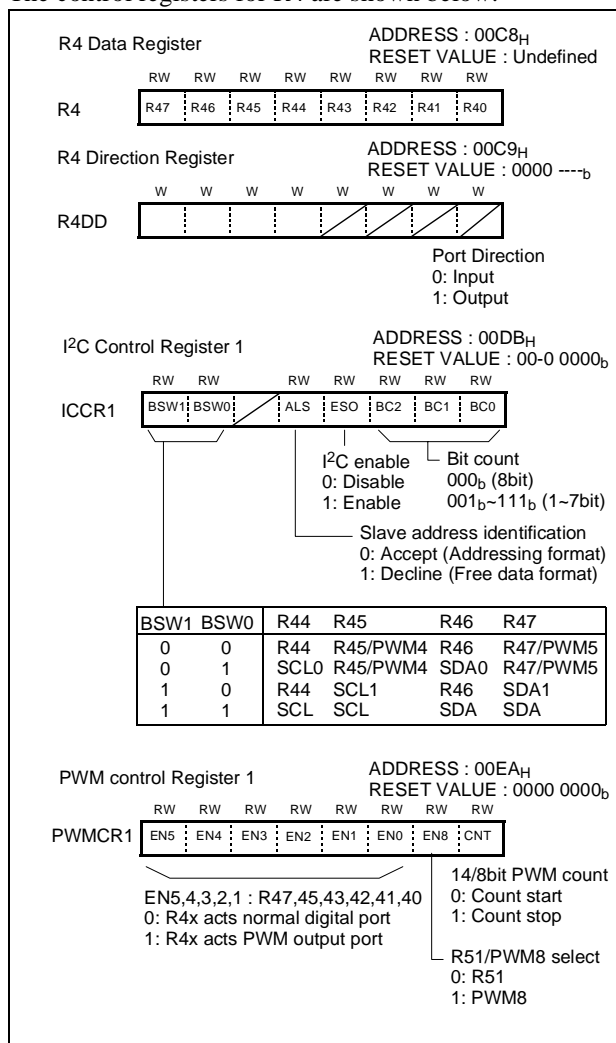 R4 Data Register
ADDRESS : 00C8H
RESET VALUE : Undefined
RW RW RW RW RW RW RW RW
R4 R47 R46 R45 R44 R43 R42 R41 R40
R4 Direction Register
ADDRESS : 00C9H
RESET VALUE : 0000 ----b
W W W W W W W W
R4DD
Port Direction
0: Input
1: Output
I2C Control Register 1
ADDRESS : 00DBH
RESET VALUE : 00-0 0000b
RW RW RW RW RW RW RW
ICCR1 BSW1 BSW0 ALS ESO BC2 BC1 BC0
I2C enable
0: Disable
1: Enable
Bit count
000b (8bit)
001b~111b (1~7bit)
Slave address identification
0: Accept (Addressing format)
1: Decline (Free data format)
BSW1 BSW0 R44 R45 R46 R47
0 0 R44 R45/PWM4 R46 R47/PWM5
0 1 SCL0 R45/PWM4 SDA0 R47/PWM5
1 0 R44 SCL1 R46 SDA1
1 1 SCL SCL SDA SDA
PWM control Register 1
ADDRESS : 00EAH
RESET VALUE : 0000 0000b
RW RW RW RW RW RW RW RW
PWMCR1 EN5 EN4 EN3 EN2 EN1 EN0 EN8 CNT
EN5,4,3,2,1 : R47,45,43,42,41,40
0: R4x acts normal digital port
1: R4x acts PWM output port
14/8bit PWM count
0: Count start
1: Count stop
R51/PWM8 select
0: R51
1: PWM8